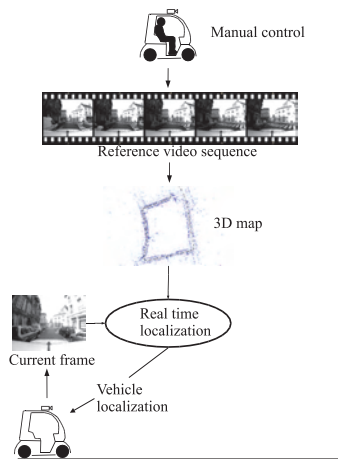 Manual control
Reference video sequence
3D map
Real time
localization
Current frame
Vehicle
localization